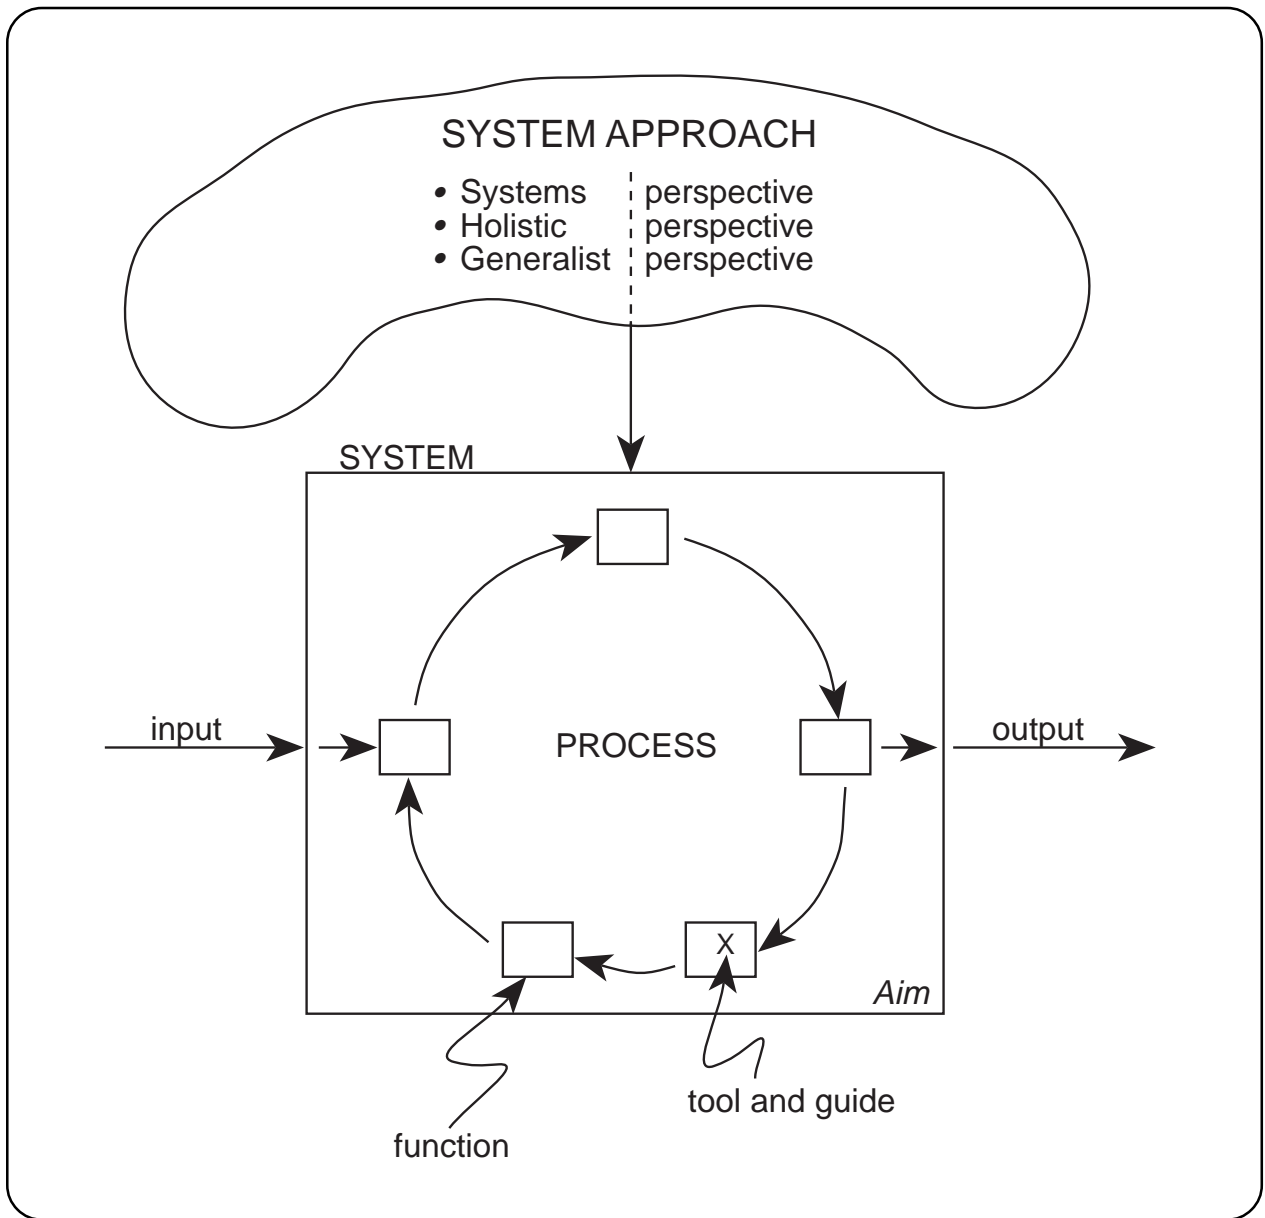 SYSTEM APPROACH
• Systems perspective
• Holistic perspective
• Generalist perspective
SYSTEM
input
PROCESS
output
X
Aim
tool and guide
function